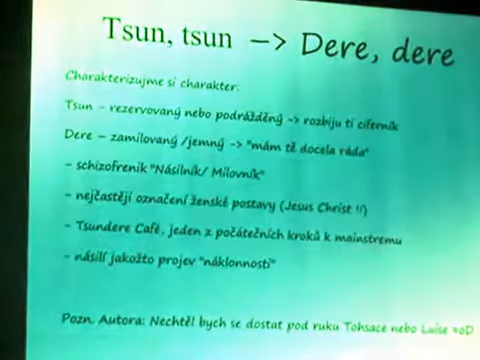 Tsun, tsun –> Dere, dere
Charakterizujme si charakter:
Tsun - rezervovaný nebo podrážděný -> rozbiju ti ciferník
Dere – zamilovaný /jemný -> "mám tě docela ráda"
- schizofrenik "Násilník/ Milovník"
- nejčastěji označení ženské postavy (Jesus Christ !!)
- Tsundere Café, jeden z počátečních kroků k mainstremu
- násilí jakožto projev "náklonnosti"
Pozn. Autora: Nechtěl bych se dostat pod ruku Tohsace nebo Luise xoD